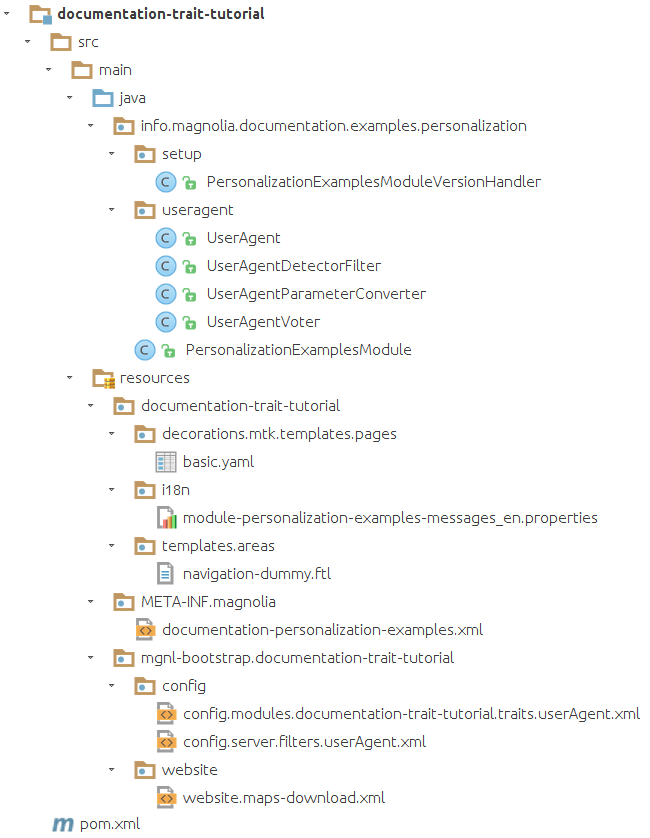 documentation-trait-tutorial
src
main
java
info.magnolia.documentation.examples.personalization
setup
C PersonalizationExamplesModuleVersionHandler
useragent
C UserAgent
C UserAgentDetectorFilter
C UserAgentParameterConverter
C UserAgentVoter
C PersonalizationExamplesModule
resources
documentation-trait-tutorial
decorations.mtk.templates.pages
basic.yaml
i18n
module-personalization-examples-messages_en.properties
templates.areas
navigation-dummy.ftl
META-INF.magnolia
documentation-personalization-examples.xml
mgnl-bootstrap.documentation-trait-tutorial
config
config.modules.documentation-trait-tutorial.traits.userAgent.xml
config.server.filters.userAgent.xml
website
website.maps-download.xml
m pom.xml